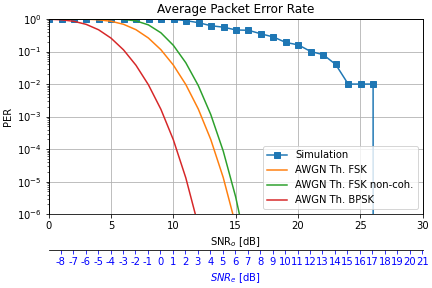 Average Packet Error Rate
PER
10⁰
10⁻¹
10⁻²
10⁻³
10⁻⁴
10⁻⁵
10⁻⁶
Simulation
AWGN Th. FSK
AWGN Th. FSK non-coh.
AWGN Th. BPSK
0 5 10 15 20 25 30
SNRₒ [dB]
-8 -7 -6 -5 -4 -3 -2 -1 0 1 2 3 4 5 6 7 8 9 10 11 12 13 14 15 16 17 18 19 20 21
SNRₑ [dB]